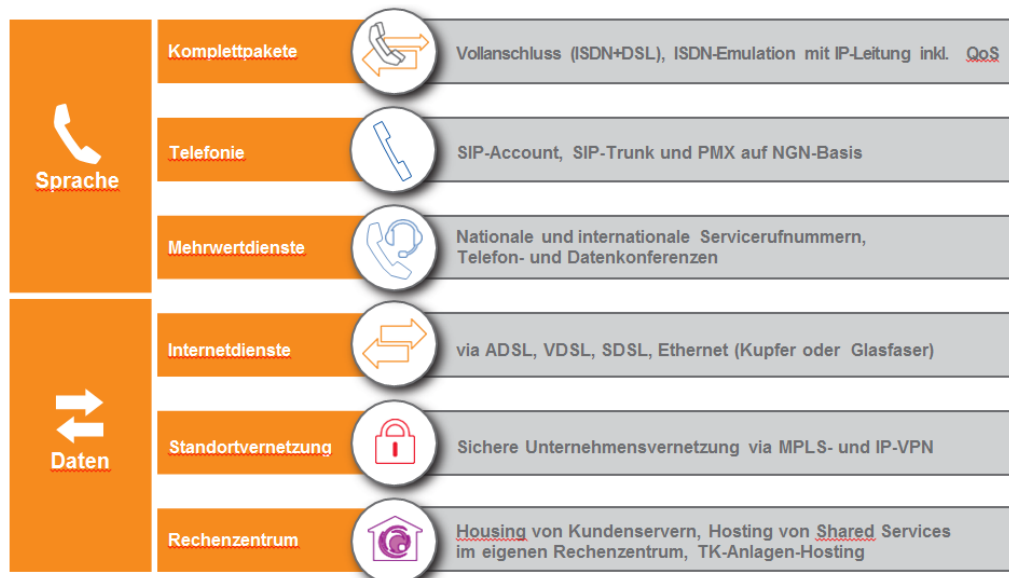 Sprache
Komplettpakete
Vollanschluss (ISDN+DSL), ISDN-Emulation mit IP-Leitung inkl. QoS
Telefonie
SIP-Account, SIP-Trunk und PMX auf NGN-Basis
Mehrwertdienste
Nationale und internationale Servicerufnummern,
Telefon- und Datenkonferenzen
Daten
Internetdienste
via ADSL, VDSL, SDSL, Ethernet (Kupfer oder Glasfaser)
Standortvernetzung
Sichere Unternehmensvernetzung via MPLS- und IP-VPN
Rechenzentrum
Housing von Kundenservern, Hosting von Shared Services
im eigenen Rechenzentrum, TK-Anlagen-Hosting